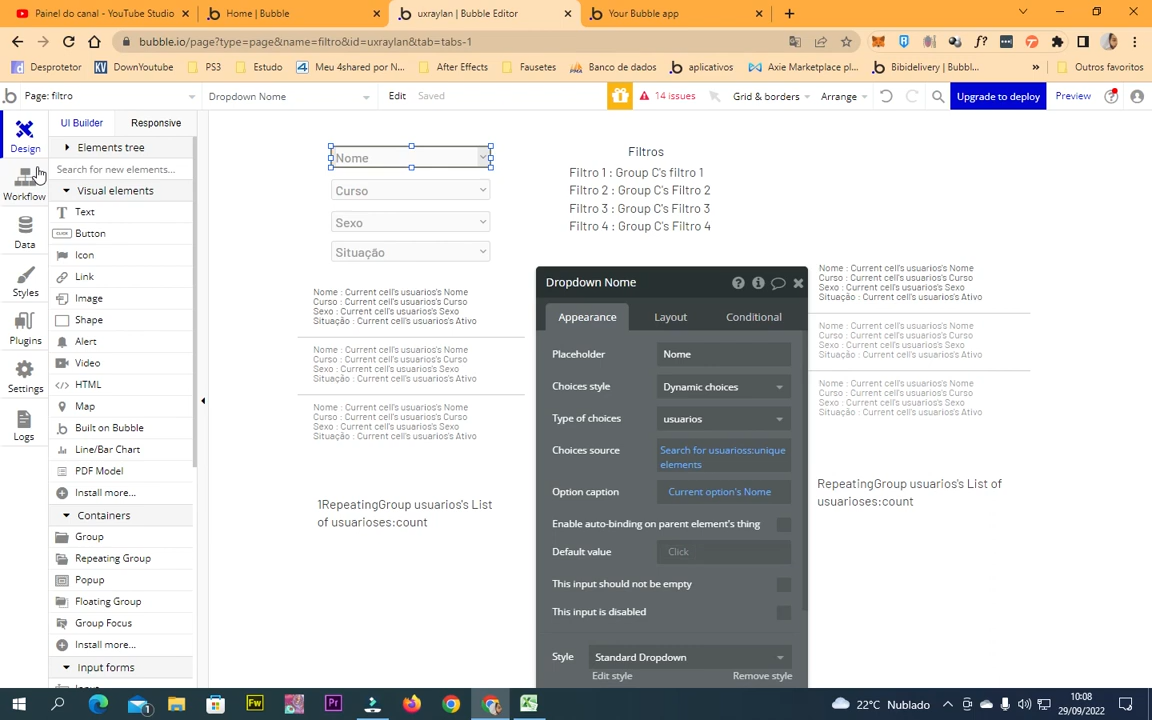 Painel do canal - YouTube Studio
Home | Bubble
uxraylan | Bubble Editor
Your Bubble app
bubble.io/page?type=page&name=filtro&id=uxraylan&tab=tabs-1
Desprotetor
DownYoutube
PS3
Estudo
Meu 4shared por N...
After Effects
Fausetes
Banco de dados
aplicativos
Axie Marketplace pl...
Bibidelivery | Bubbl...
Outros favoritos
Page: filtro
Dropdown Nome
Edit
Saved
14 issues
Grid & borders
Arrange
Upgrade to deploy
Preview
Design
Workflow
Data
Styles
Plugins
Settings
Logs
UI Builder
Responsive
Elements tree
Search for new elements...
Visual elements
Text
Button
Icon
Link
Image
Shape
Alert
Video
HTML
Map
Built on Bubble
Line/Bar Chart
PDF Model
Install more...
Containers
Group
Repeating Group
Popup
Floating Group
Group Focus
Install more...
Input forms
Nome
Curso
Sexo
Situação
Nome : Current cell's usuarios's Nome
Curso : Current cell's usuarios's Curso
Sexo : Current cell's usuarios's Sexo
Situação : Current cell's usuarios's Ativo
Nome : Current cell's usuarios's Nome
Curso : Current cell's usuarios's Curso
Sexo : Current cell's usuarios's Sexo
Situação : Current cell's usuarios's Ativo
Nome : Current cell's usuarios's Nome
Curso : Current cell's usuarios's Curso
Sexo : Current cell's usuarios's Sexo
Situação : Current cell's usuarios's Ativo
1RepeatingGroup usuarios's List
of usuarioses:count
Filtros
Filtro 1 : Group C's filtro 1
Filtro 2 : Group C's Filtro 2
Filtro 3 : Group C's Filtro 3
Filtro 4 : Group C's Filtro 4
Dropdown Nome
Appearance
Layout
Conditional
Placeholder
Nome
Choices style
Dynamic choices
Type of choices
usuarios
Choices source
Search for usuarioss:unique
elements
Option caption
Current option's Nome
Enable auto-binding on parent element's thing
Default value
Click
This input should not be empty
This input is disabled
Style
Standard Dropdown
Edit style
Remove style
Nome : Current cell's usuarios's Nome
Curso : Current cell's usuarios's Curso
Sexo : Current cell's usuarios's Sexo
Situação : Current cell's usuarios's Ativo
Nome : Current cell's usuarios's Nome
Curso : Current cell's usuarios's Curso
Sexo : Current cell's usuarios's Sexo
Situação : Current cell's usuarios's Ativo
Nome : Current cell's usuarios's Nome
Curso : Current cell's usuarios's Curso
Sexo : Current cell's usuarios's Sexo
Situação : Current cell's usuarios's Ativo
RepeatingGroup usuarios's List of
usuarioses:count
22°C Nublado
10:08
29/09/2022